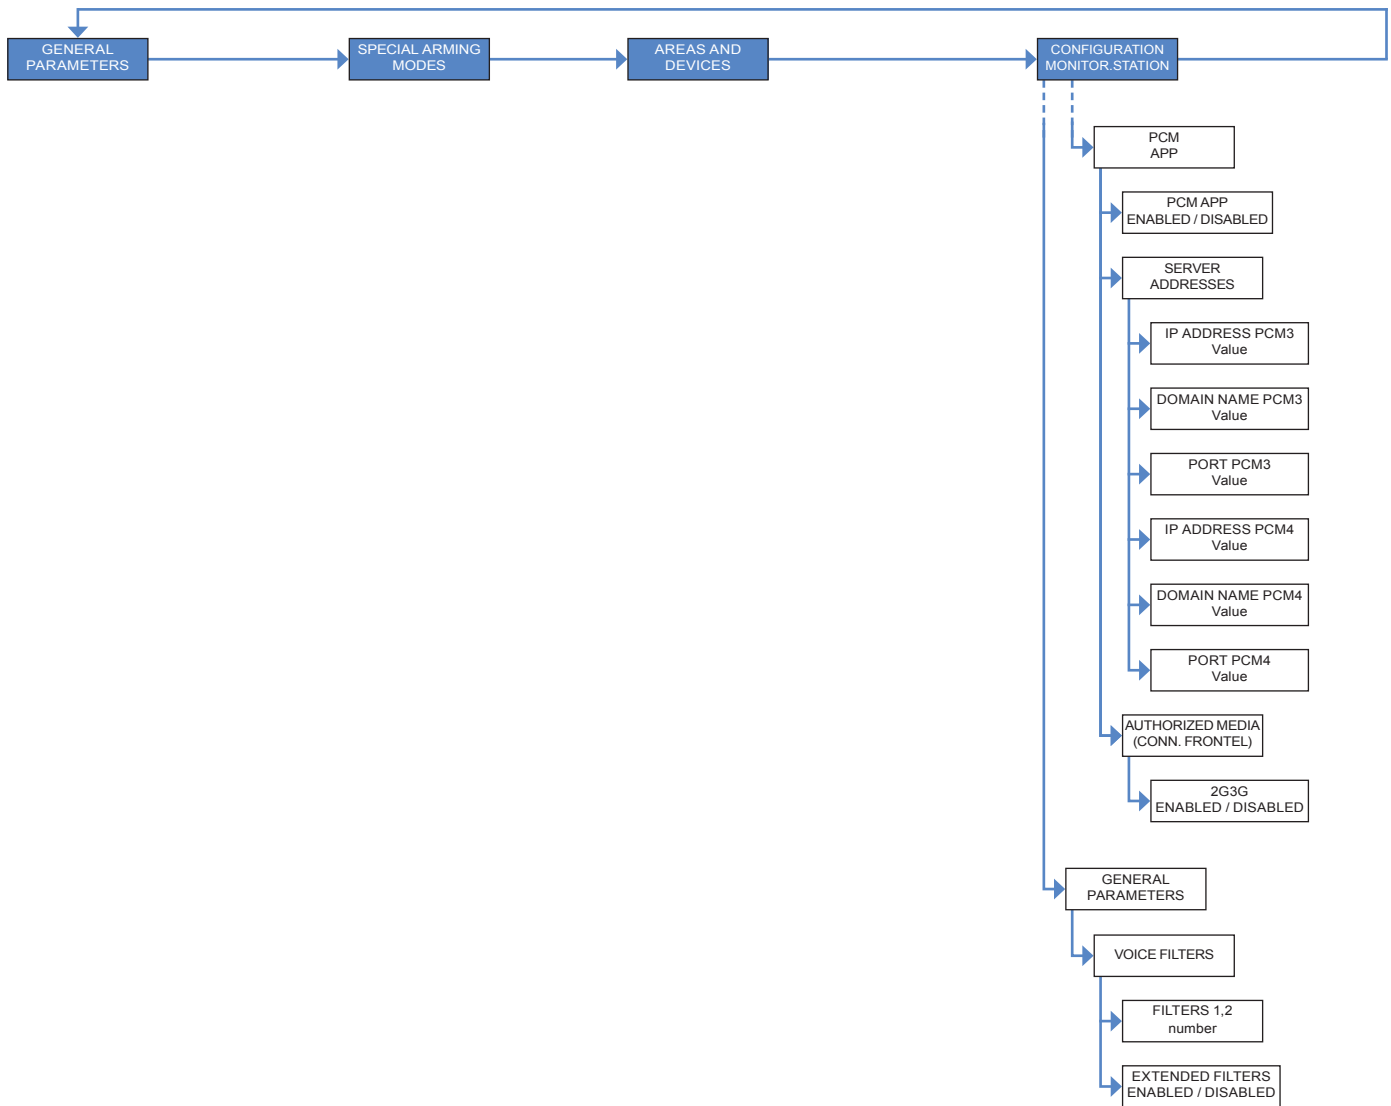 GENERAL
PARAMETERS
SPECIAL ARMING
MODES
AREAS AND
DEVICES
CONFIGURATION
MONITOR.STATION
PCM
APP
PCM APP
ENABLED / DISABLED
SERVER
ADDRESSES
IP ADDRESS PCM3
Value
DOMAIN NAME PCM3
Value
PORT PCM3
Value
IP ADDRESS PCM4
Value
DOMAIN NAME PCM4
Value
PORT PCM4
Value
AUTHORIZED MEDIA
(CONN. FRONTEL)
2G3G
ENABLED / DISABLED
GENERAL
PARAMETERS
VOICE FILTERS
FILTERS 1,2
number
EXTENDED FILTERS
ENABLED / DISABLED